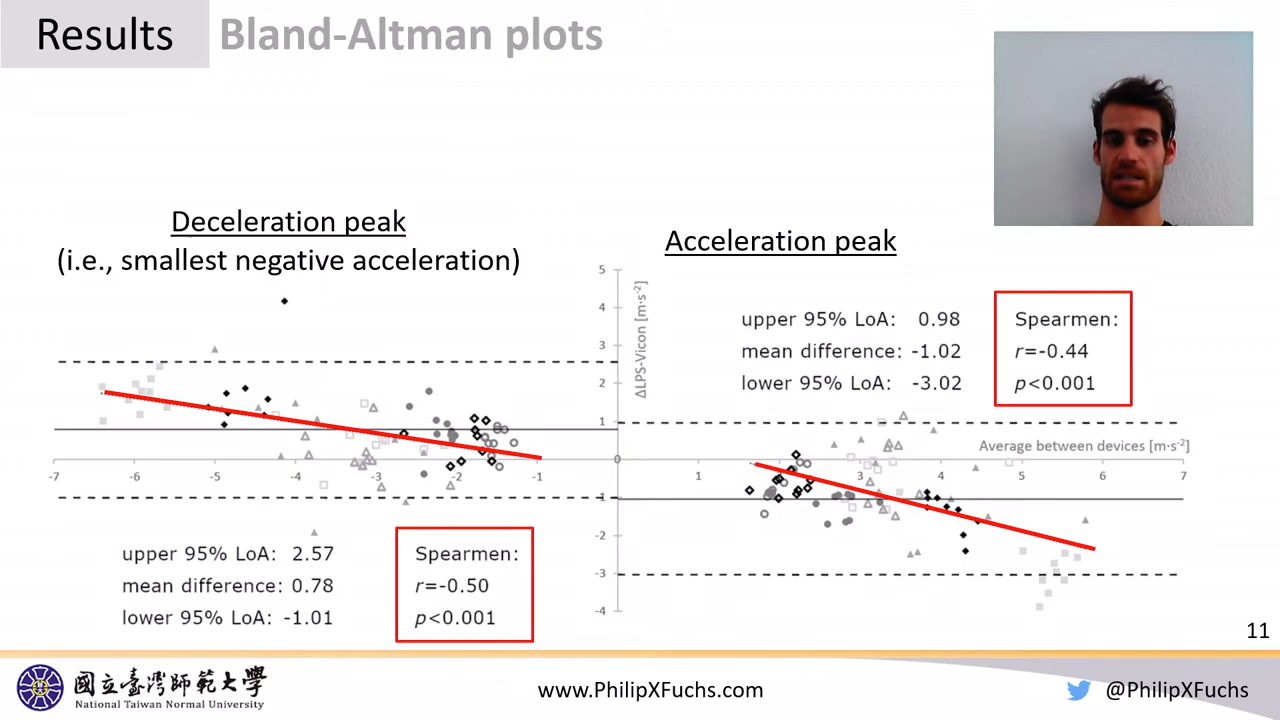 Results
Bland-Altman plots
Deceleration peak
(i.e., smallest negative acceleration)
Acceleration peak
5
4
3
2
1
0
-1
-2
-3
-4
ΔLPS-Vicon [m·s-2]
upper 95% LoA: 0.98
mean difference: -1.02
lower 95% LoA: -3.02
Spearmen:
r=-0.44
p<0.001
Average between devices [m·s-2]
-7 -6 -5 -4 -3 -2 -1 1 2 3 4 5 6 7
upper 95% LoA: 2.57
mean difference: 0.78
lower 95% LoA: -1.01
Spearmen:
r=-0.50
p<0.001
11
國立臺灣師範大學
National Taiwan Normal University
www.PhilipXFuchs.com
@PhilipXFuchs